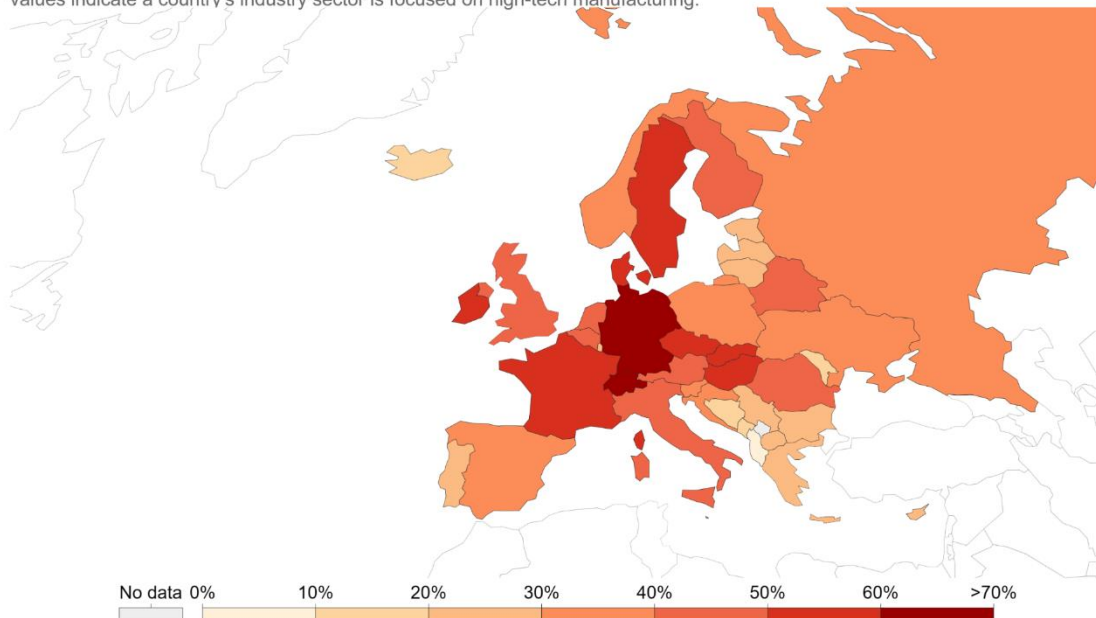 values indicate a country's industry sector is focused on high-tech manufacturing.
No data 0% 10% 20% 30% 40% 50% 60% >70%